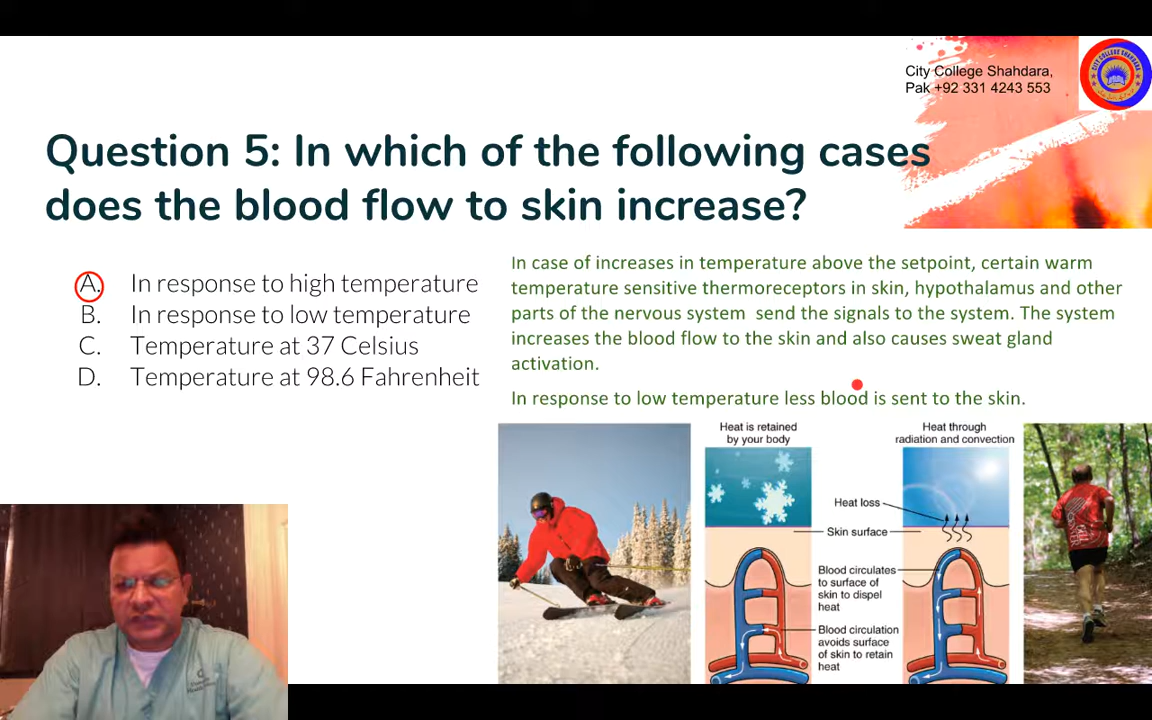 City College Shahdara,
Pak +92 331 4243 553
CITY COLLEGE SHAHDARA
Question 5: In which of the following cases
does the blood flow to skin increase?
A. In response to high temperature
B. In response to low temperature
C. Temperature at 37 Celsius
D. Temperature at 98.6 Fahrenheit
In case of increases in temperature above the setpoint, certain warm
temperature sensitive thermoreceptors in skin, hypothalamus and other
parts of the nervous system send the signals to the system. The system
increases the blood flow to the skin and also causes sweat gland
activation.
In response to low temperature less blood is sent to the skin.
Heat is retained
by your body
Heat through
radiation and convection
Heat loss
Skin surface
Blood circulates
to surface of
skin to dispel
heat
Blood circulation
avoids surface
of skin to retain
heat